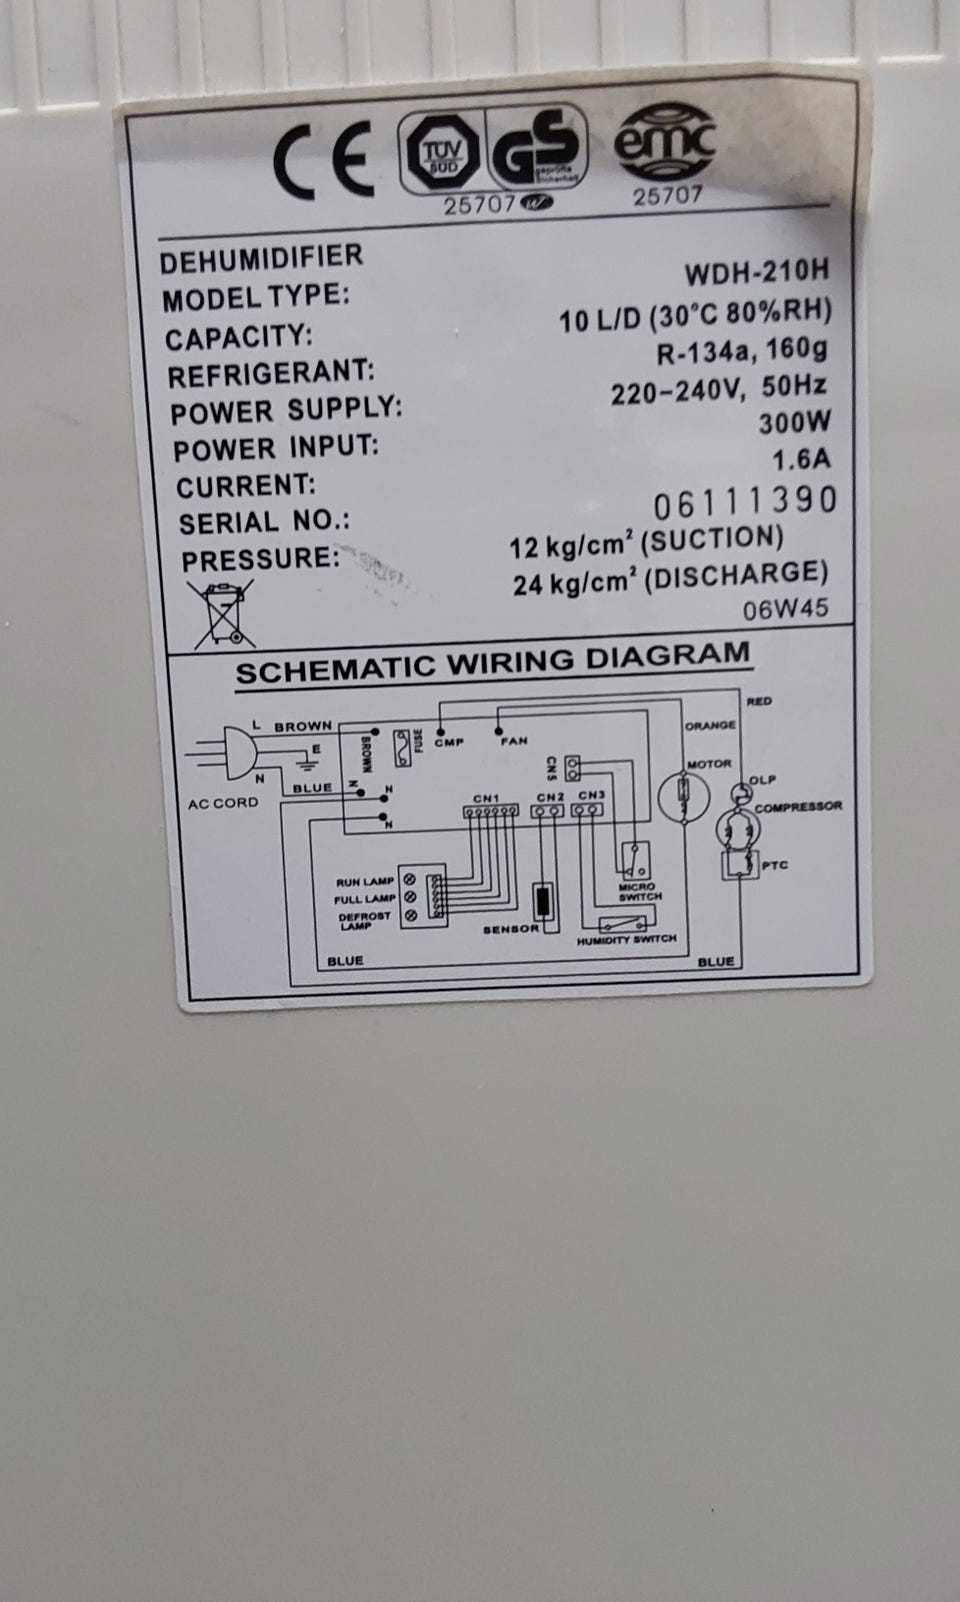 CE TÜV SÜD GS geprüfte Sicherheit emc
25707 25707
DEHUMIDIFIER
MODEL TYPE: WDH-210H
CAPACITY: 10 L/D (30°C 80%RH)
REFRIGERANT: R-134a, 160g
POWER SUPPLY: 220-240V, 50Hz
POWER INPUT: 300W
CURRENT: 1.6A
SERIAL NO.: 06111390
PRESSURE: 12 kg/cm² (SUCTION)
24 kg/cm² (DISCHARGE)
06W45
SCHEMATIC WIRING DIAGRAM
RED
L BROWN
ORANGE
BROWN
FUSE
CMP
FAN
E
N
BLUE
AC CORD
N
N
N
CN5
MOTOR
OLP
CN1
CN2
CN3
COMPRESSOR
PTC
RUN LAMP
FULL LAMP
DEFROST
LAMP
SENSOR
MICRO
SWITCH
HUMIDITY SWITCH
BLUE
BLUE